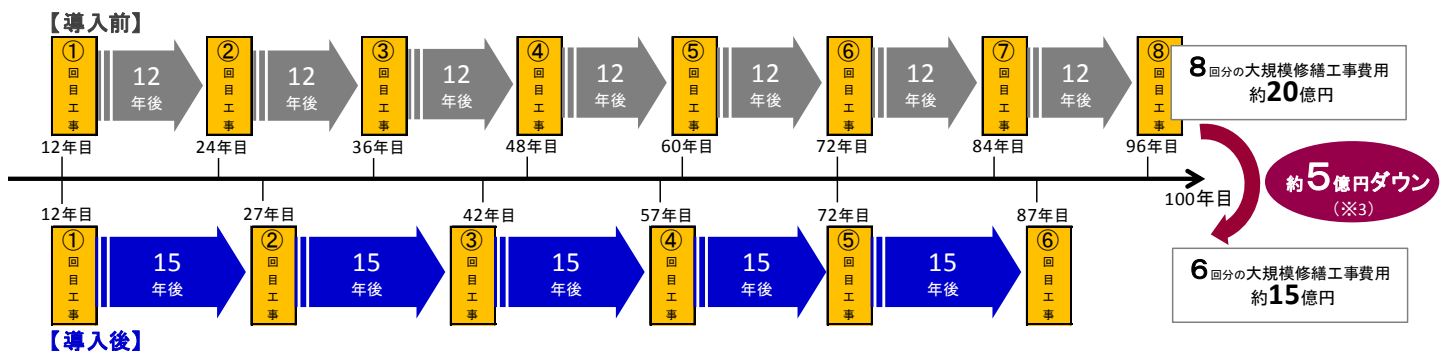 【導入前】
①回目工事
12年後
②回目工事
12年後
③回目工事
12年後
④回目工事
12年後
⑤回目工事
12年後
⑥回目工事
12年後
⑦回目工事
12年後
⑧回目工事
8回分の大規模修繕工事費用
約20億円
12年目
24年目
36年目
48年目
60年目
72年目
84年目
96年目
約5億円ダウン
(※3)
100年目
12年目
27年目
42年目
57年目
72年目
87年目
①回目工事
15年後
②回目工事
15年後
③回目工事
15年後
④回目工事
15年後
⑤回目工事
15年後
⑥回目工事
6回分の大規模修繕工事費用
約15億円
【導入後】